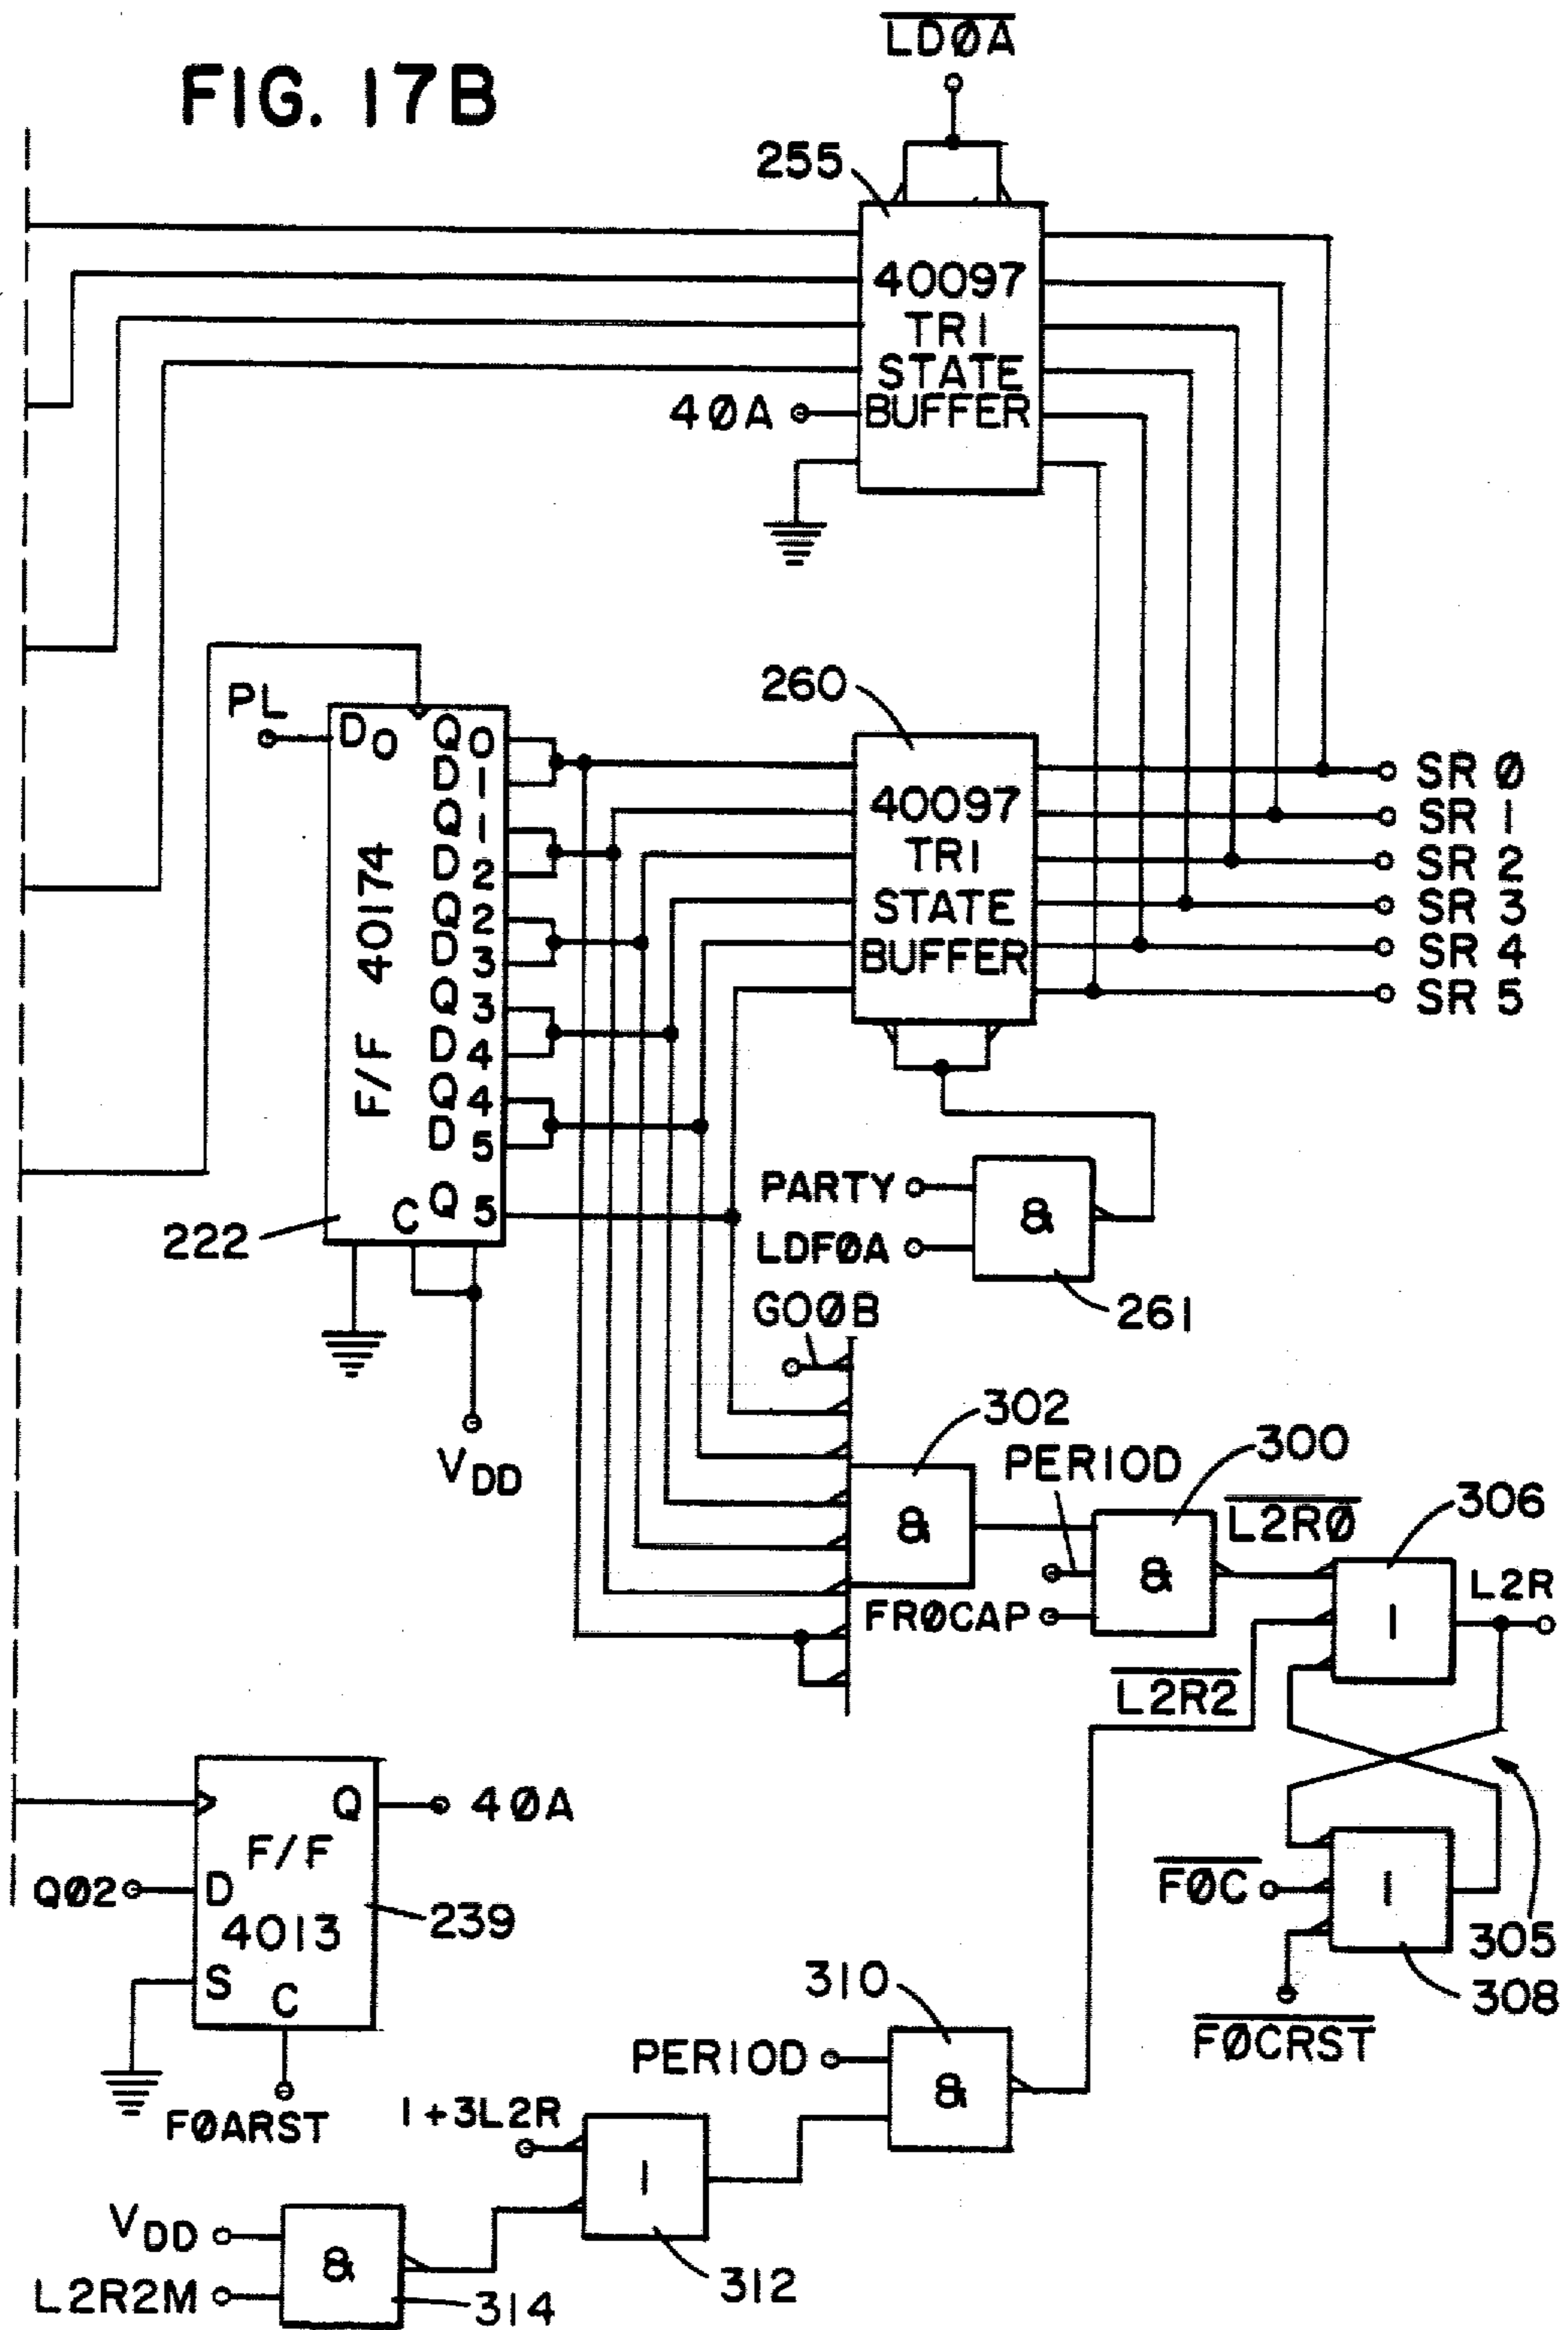 FIG. 17B
LDØA
255
40097
TRI
STATE
BUFFER
4ØA
260
PL
D0 Q0
D1
Q1
D2
Q2
D3
Q3
D4
Q4
D5
C Q5
F/F 40174
222
VDD
40097
TRI
STATE
BUFFER
SR Ø
SR 1
SR 2
SR 3
SR 4
SR 5
PARTY
LDFØA
&
261
GOØB
302
&
PERIOD
FRØCAP
300
&
L2RØ
306
1
L2R
L2R2
FØC
1
305
308
FØCRST
Q
4ØA
F/F
QØ2
D
4013
239
S
C
FØARST
310
PERIOD
&
1+3L2R
1
312
VDD
L2R2M
&
314